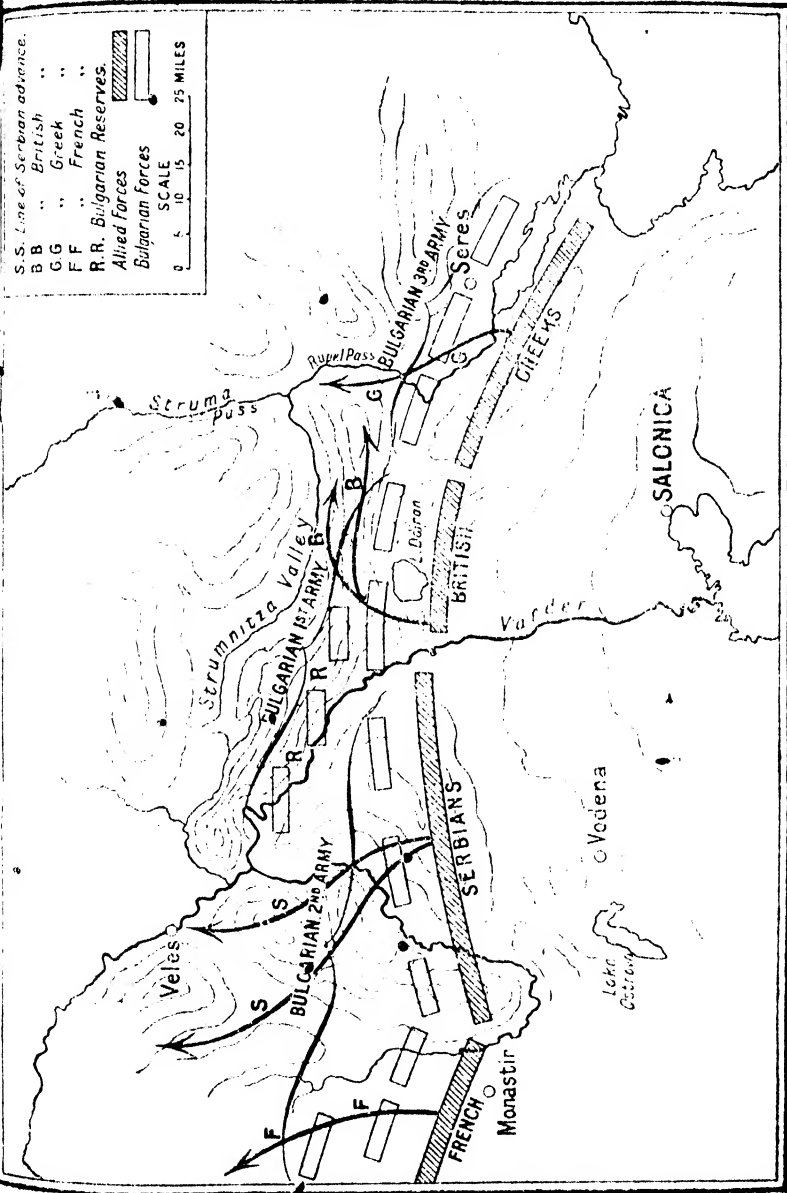 S.S. Line of Serbian advance.
B B „ British „
G.G „ Greek „
F F „ French „
R.R. Bulgarian Reserves.
Allied Forces
Bulgarian Forces
SCALE
0 5 10 15 20 25 MILES
Struma
Pass
Rupel Pass
BULGARIAN 3RD ARMY
Seres
G
G
GREEKS
Strumnitza Valley
BULGARIAN 1ST ARMY
B
B
L. Doiran
BRITISH
SALONICA
Vardar
R
R
Veles
S
S
BULGARIAN 2ND ARMY
SERBIANS
Vodena
Lake
Ostrovo
F
F
FRENCH
Monastir